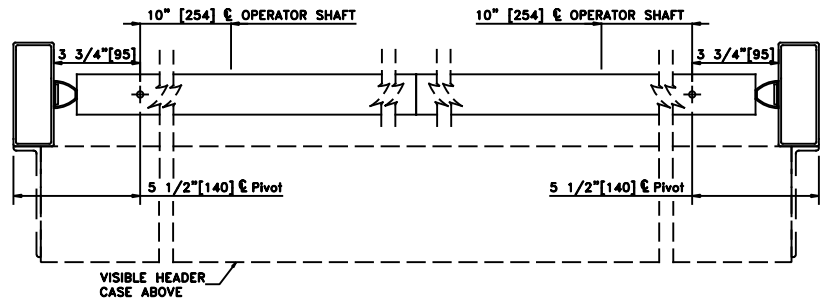 10" [254] ℄ OPERATOR SHAFT
10" [254] ℄ OPERATOR SHAFT
3 3/4"[95]
3 3/4"[95]
5 1/2"[140] ℄ Pivot
5 1/2"[140] ℄ Pivot
VISIBLE HEADER
CASE ABOVE